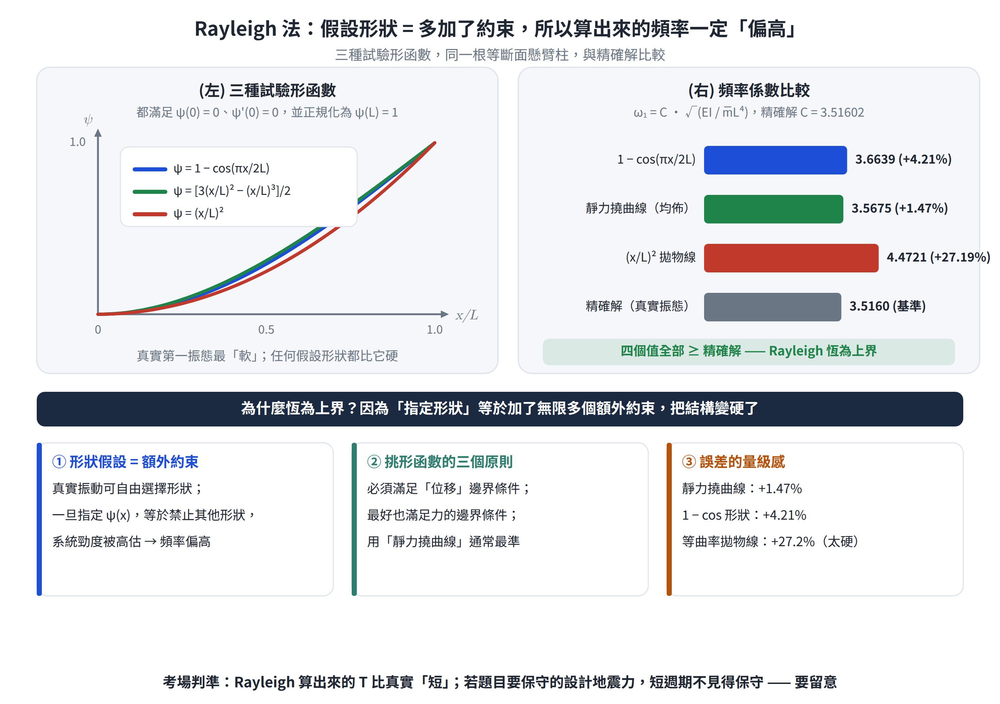 Rayleigh 法：假設形狀 = 多加了約束，所以算出來的頻率一定「偏高」
三種試驗形函數，同一根等斷面懸臂柱，與精確解比較
(左) 三種試驗形函數
都滿足 ψ(0) = 0、ψ'(0) = 0，並正規化為 ψ(L) = 1
ψ
1.0
ψ = 1 − cos(πx/2L)
ψ = [3(x/L)² − (x/L)³]/2
ψ = (x/L)²
x/L
0
0.5
1.0
真實第一振態最「軟」；任何假設形狀都比它硬
(右) 頻率係數比較
ω₁ = C · √(EI / m̅L⁴)，精確解 C = 3.51602
1 − cos(πx/2L)
3.6639 (+4.21%)
靜力撓曲線（均佈）
3.5675 (+1.47%)
(x/L)² 拋物線
4.4721 (+27.19%)
精確解（真實振態）
3.5160 (基準)
四個值全部 ≥ 精確解 —— Rayleigh 恆為上界
為什麼恆為上界？因為「指定形狀」等於加了無限多個額外約束，把結構變硬了
① 形狀假設 = 額外約束
真實振動可自由選擇形狀；
一旦指定 ψ(x)，等於禁止其他形狀，
系統勁度被高估 → 頻率偏高
② 挑形函數的三個原則
必須滿足「位移」邊界條件；
最好也滿足力的邊界條件；
用「靜力撓曲線」通常最準
③ 誤差的量級感
靜力撓曲線：+1.47%
1 − cos 形狀：+4.21%
等曲率拋物線：+27.2%（太硬）
考場判準：Rayleigh 算出來的 T 比真實「短」；若題目要保守的設計地震力，短週期不見得保守 —— 要留意